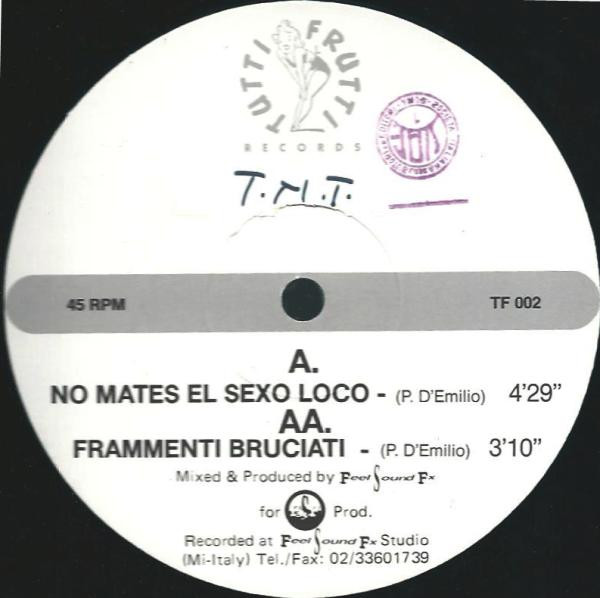 TUTTI FRUTTI
RECORDS
T.M.T.
45 RPM
TF 002
A.
NO MATES EL SEXO LOCO - (P. D'Emilio) 4'29"
AA.
FRAMMENTI BRUCIATI - (P. D'Emilio) 3'10"
Mixed & Produced by Feel Sound Fx
for Prod.
Recorded at Feel Sound Fx Studio
(Mi-Italy) Tel./Fax: 02/33601739